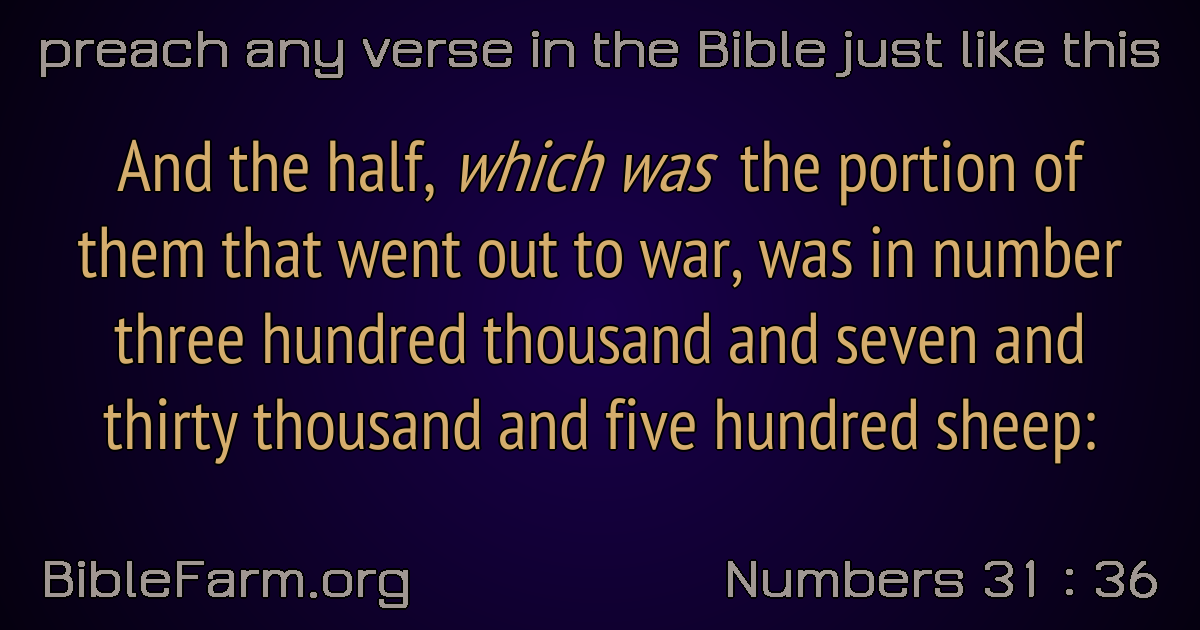 preach any verse in the Bible just like this
And the half, which was the portion of
them that went out to war, was in number
three hundred thousand and seven and
thirty thousand and five hundred sheep:
BibleFarm.org
Numbers 31 : 36